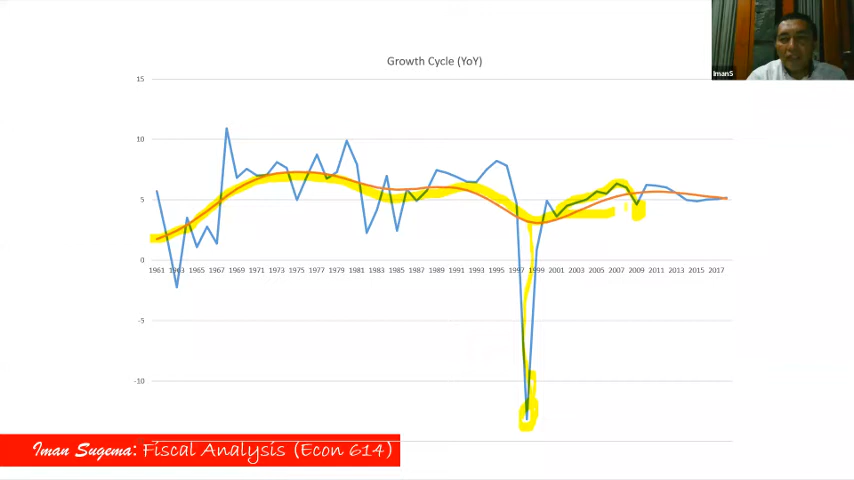 Growth Cycle (YoY)
ImanS
15
10
5
0
-5
-10
1961 1963 1965 1967 1969 1971 1973 1975 1977 1979 1981 1983 1985 1987 1989 1991 1993 1995 1997 1999 2001 2003 2005 2007 2009 2011 2013 2015 2017
Iman Sugema: Fiscal Analysis (Econ 614)